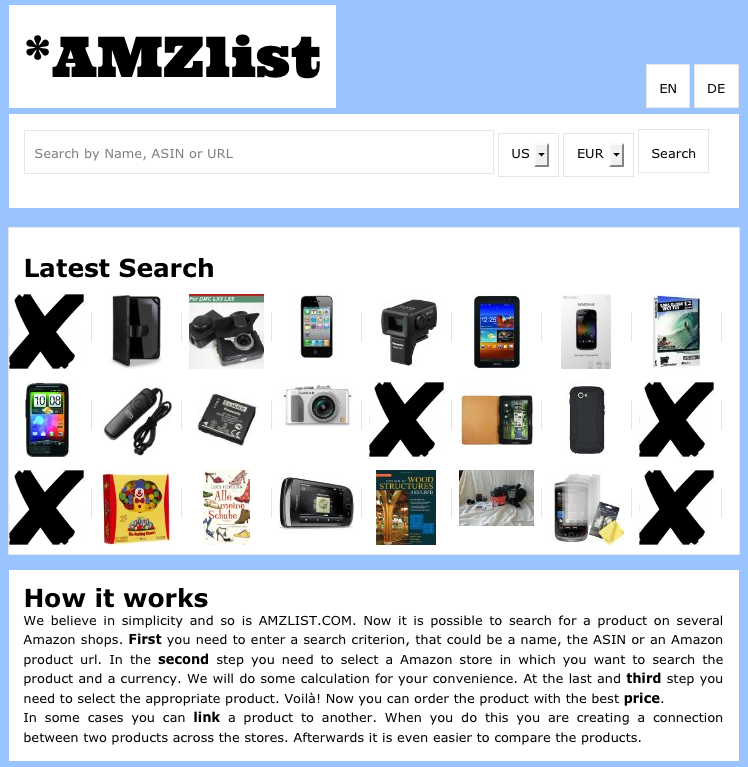 *AMZlist
EN DE
Search by Name, ASIN or URL US EUR Search
Latest Search
For DMC LX3 LX5
10 08
WOOD
STRUCTURES
ASD/LRFD
Alle
meine
Schuhe
How it works
We believe in simplicity and so is AMZLIST.COM. Now it is possible to search for a product on several
Amazon shops. First you need to enter a search criterion, that could be a name, the ASIN or an Amazon
product url. In the second step you need to select a Amazon store in which you want to search the
product and a currency. We will do some calculation for your convenience. At the last and third step you
need to select the appropriate product. Voilà! Now you can order the product with the best price.
In some cases you can link a product to another. When you do this you are creating a connection
between two products across the stores. Afterwards it is even easier to compare the products.